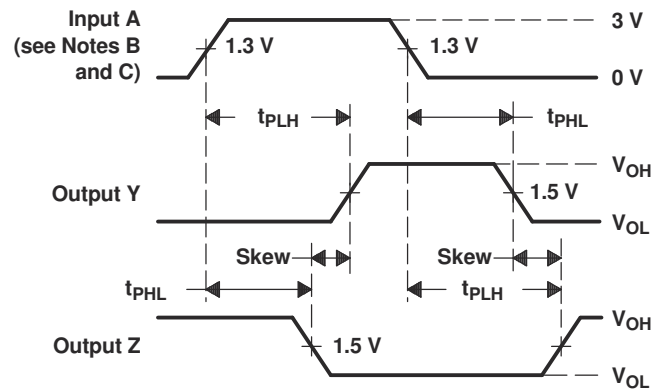 Input A
(see Notes B
and C)
1.3 V
1.3 V
3 V
0 V
tPLH
tPHL
Output Y
1.5 V
VOH
VOL
Skew
Skew
tPHL
tPLH
Output Z
1.5 V
VOH
VOL